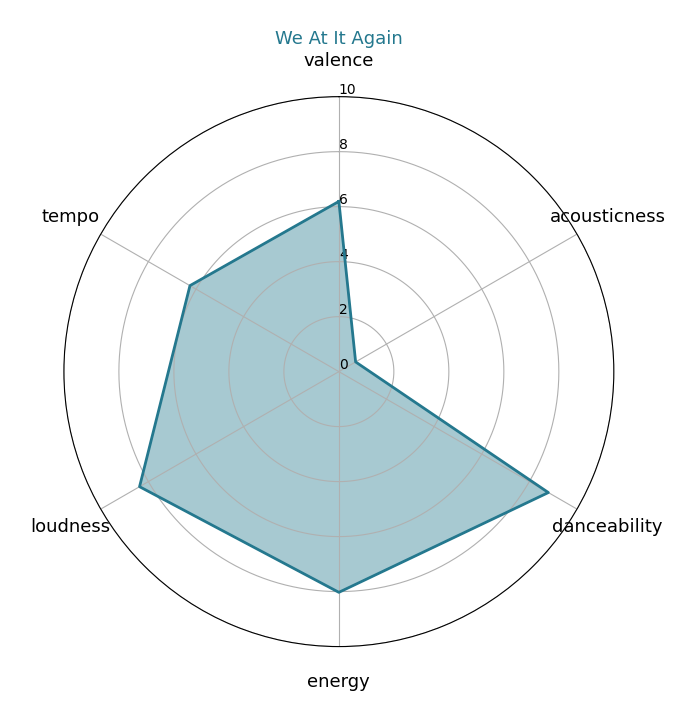 We At It Again
valence
10
8
tempo
6
acousticness
4
2
0
loudness
danceability
energy